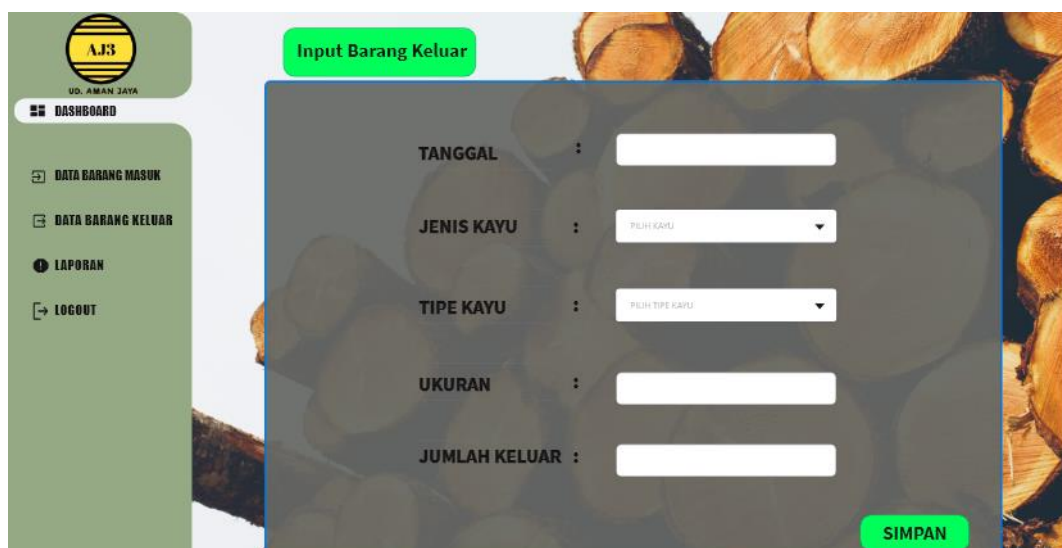 AJ3
UD. AMAN JAYA
DASHBOARD
DATA BARANG MASUK
DATA BARANG KELUAR
LAPORAN
LOGOUT
Input Barang Keluar
TANGGAL :
JENIS KAYU : PILIH KAYU
TIPE KAYU : PILIH TIPE KAYU
UKURAN :
JUMLAH KELUAR :
SIMPAN